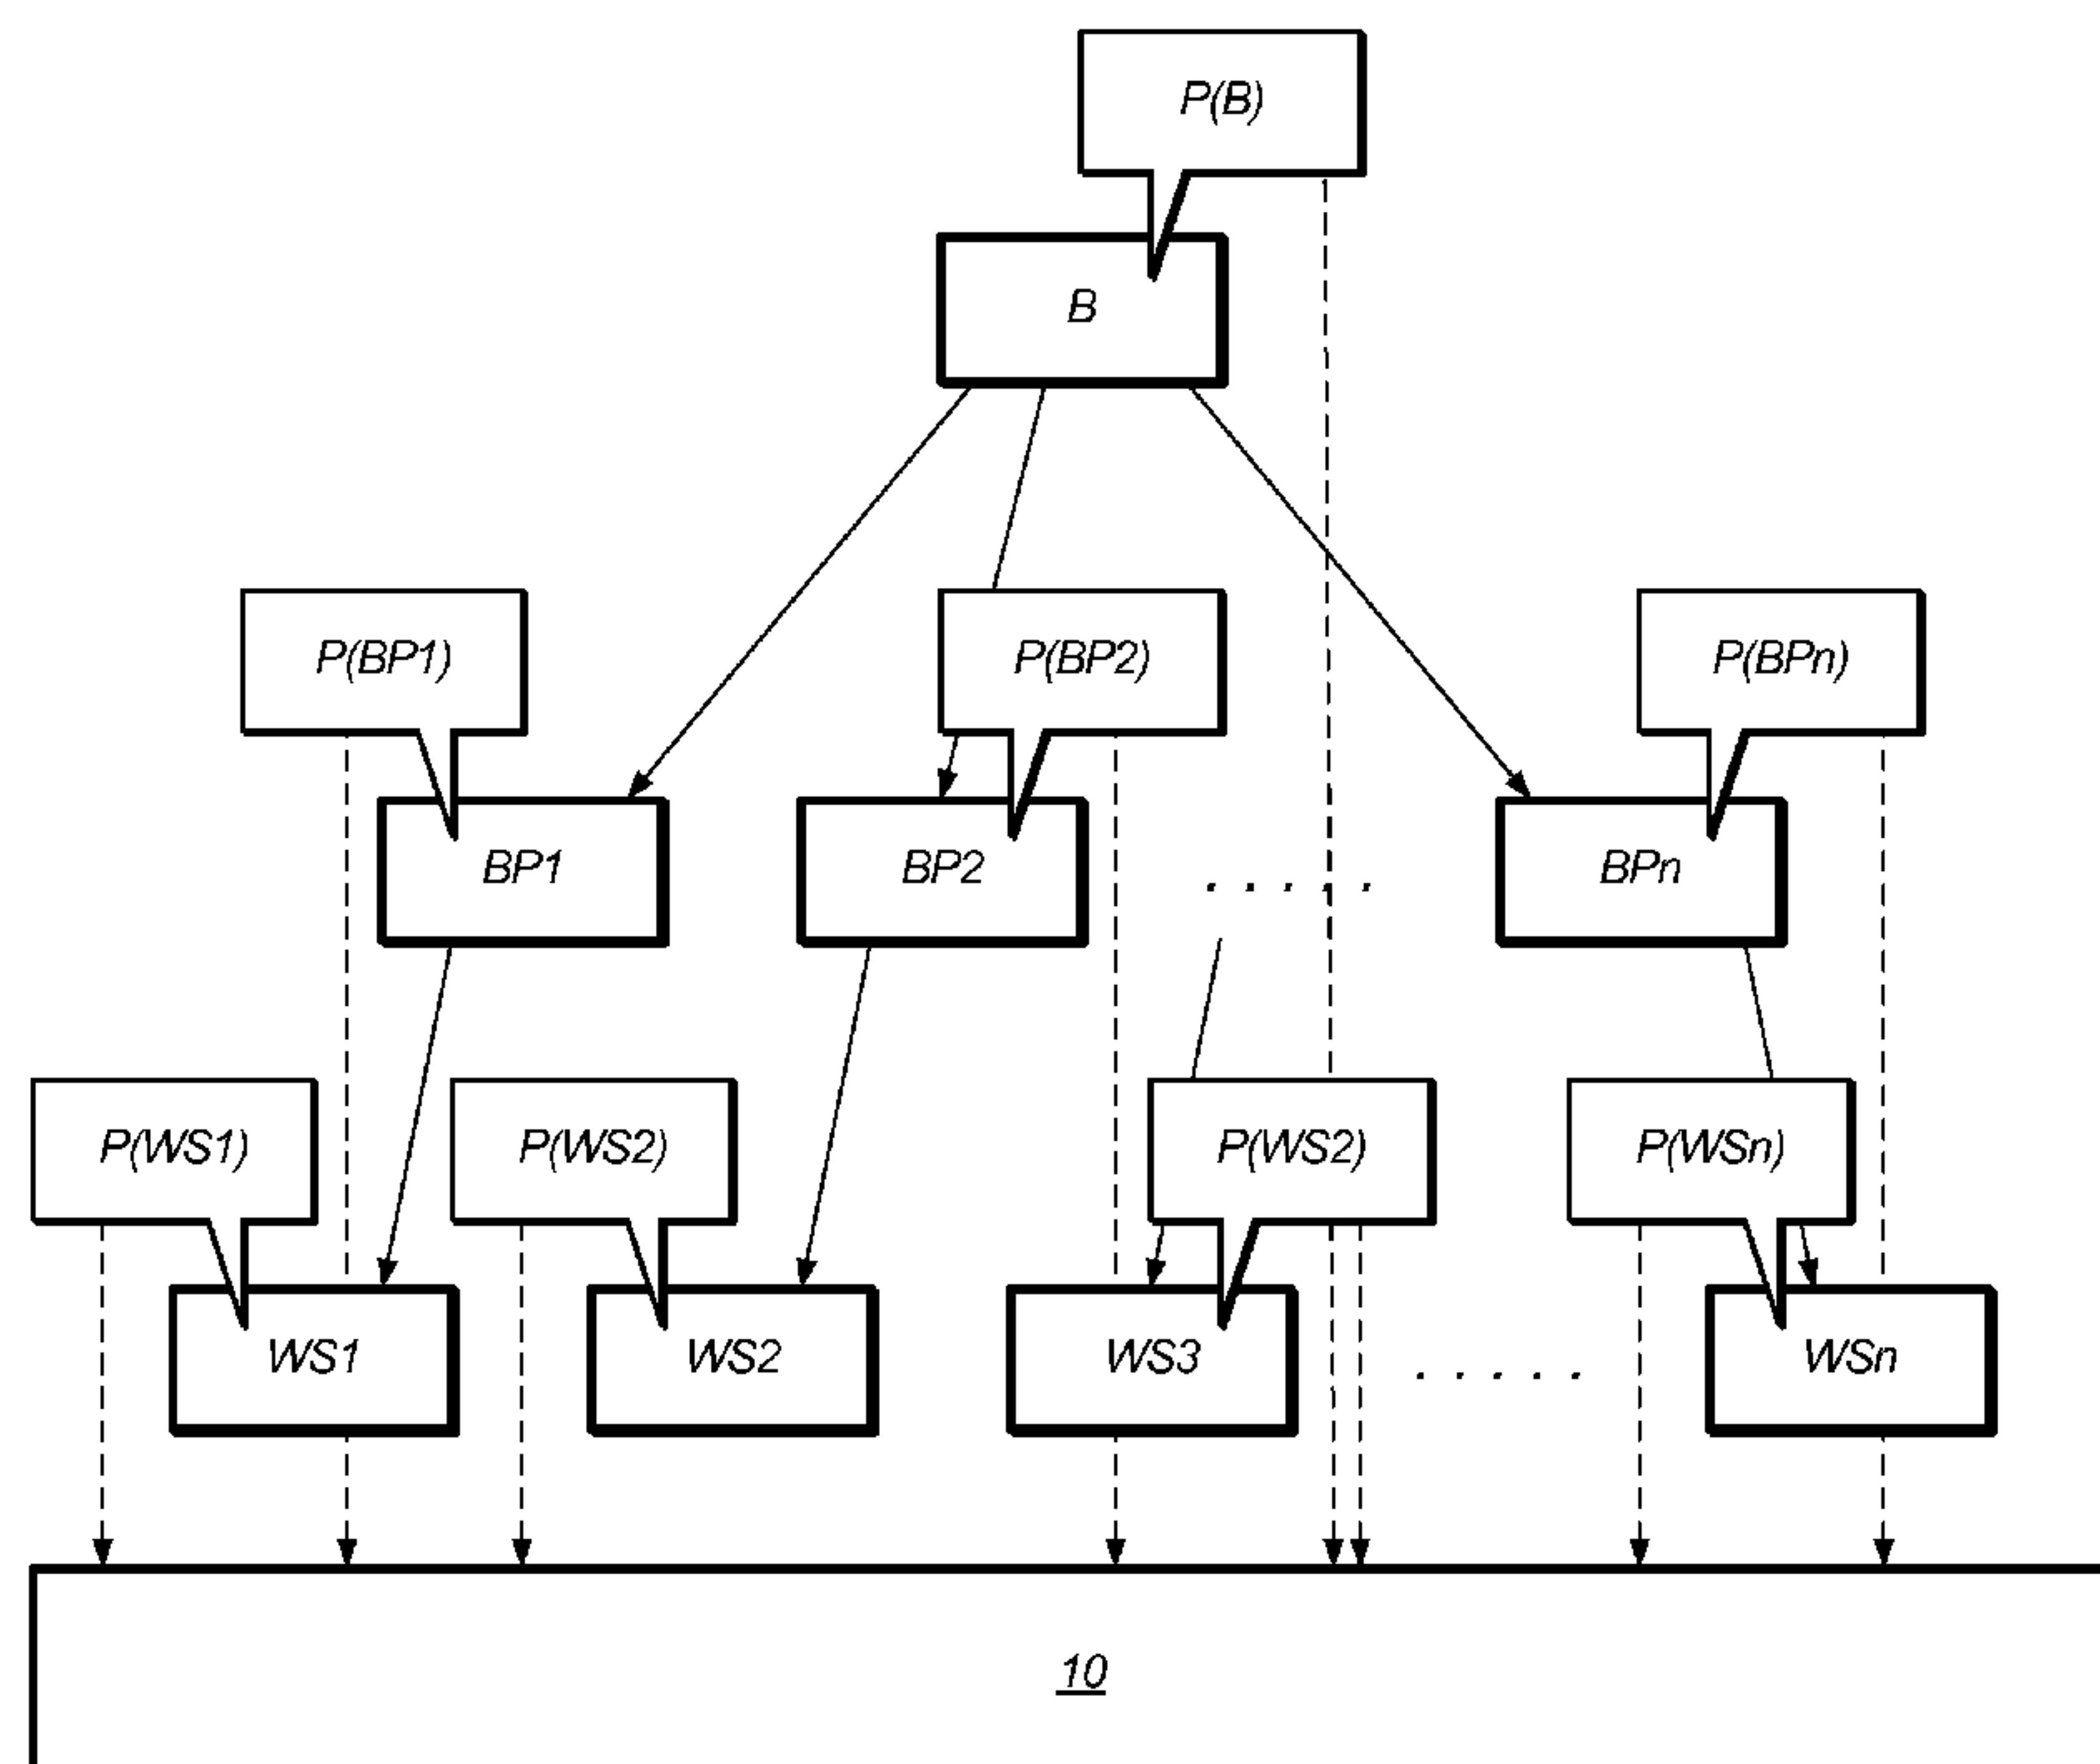 P(B)
B
P(BP1)
P(BP2)
P(BPn)
BP1
BP2
.....
BPn
P(WS1)
P(WS2)
P(WS2)
P(WSn)
WS1
WS2
WS3
.....
WSn
10